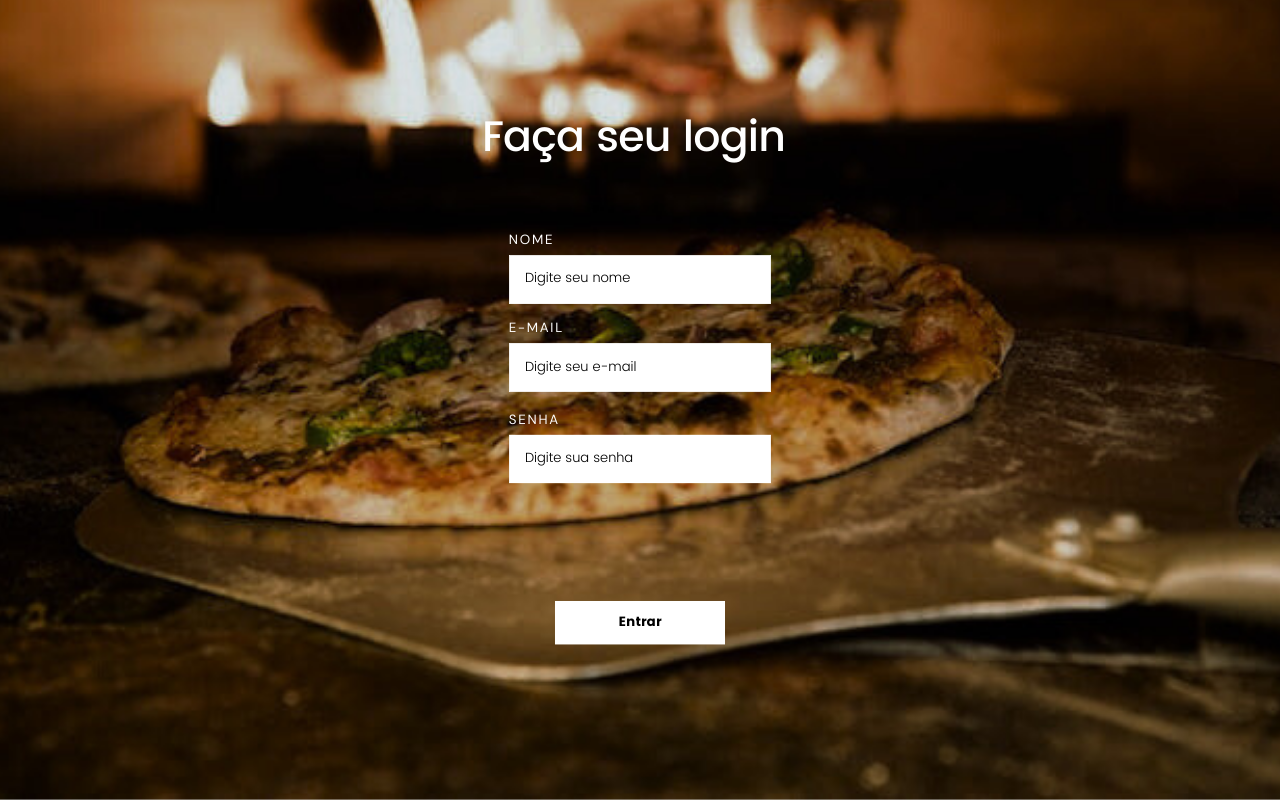 Faça seu login
NOME
Digite seu nome
E-MAIL
Digite seu e-mail
SENHA
Digite sua senha
Entrar